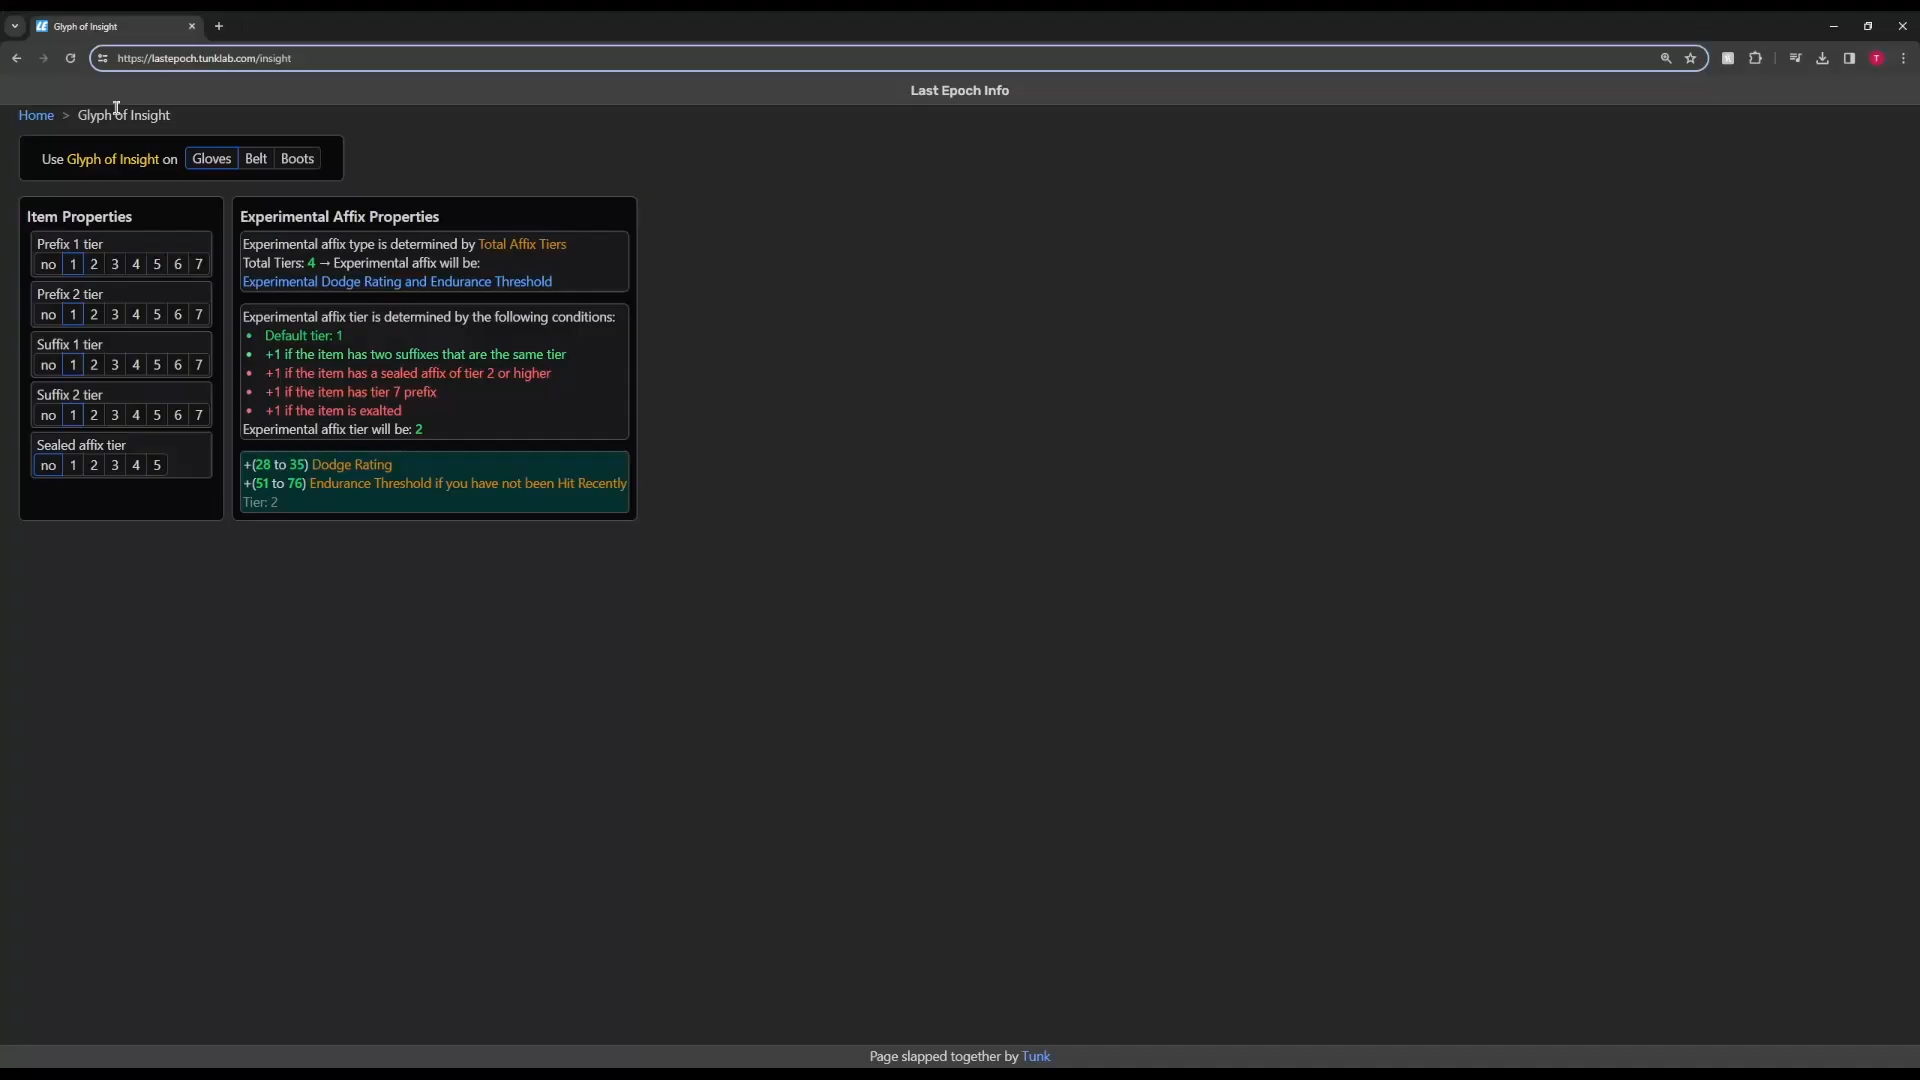 Glyph of Insight
https://lastepoch.tunklab.com/insight
T
Last Epoch Info
Home > Glyph of Insight
Use Glyph of Insight on Gloves Belt Boots
Item Properties
Prefix 1 tier
no 1 2 3 4 5 6 7
Prefix 2 tier
no 1 2 3 4 5 6 7
Suffix 1 tier
no 1 2 3 4 5 6 7
Suffix 2 tier
no 1 2 3 4 5 6 7
Sealed affix tier
no 1 2 3 4 5
Experimental Affix Properties
Experimental affix type is determined by Total Affix Tiers
Total Tiers: 4 → Experimental affix will be:
Experimental Dodge Rating and Endurance Threshold
Experimental affix tier is determined by the following conditions:
• Default tier: 1
• +1 if the item has two suffixes that are the same tier
• +1 if the item has a sealed affix of tier 2 or higher
• +1 if the item has tier 7 prefix
• +1 if the item is exalted
Experimental affix tier will be: 2
+(28 to 35) Dodge Rating
+(51 to 76) Endurance Threshold if you have not been Hit Recently
Tier: 2
Page slapped together by Tunk